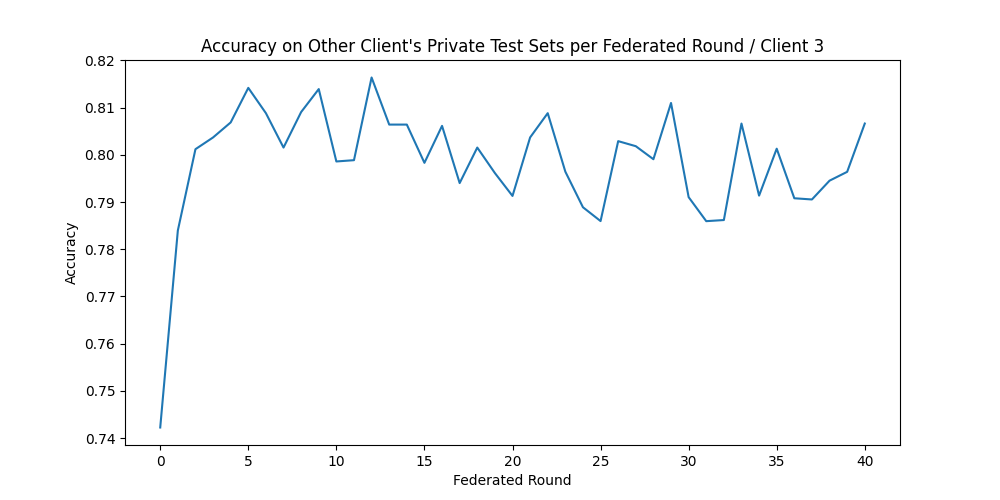 Accuracy on Other Client's Private Test Sets per Federated Round / Client 3
0.82
0.81
0.80
0.79
0.78
0.77
0.76
0.75
0.74
Accuracy
0 5 10 15 20 25 30 35 40
Federated Round